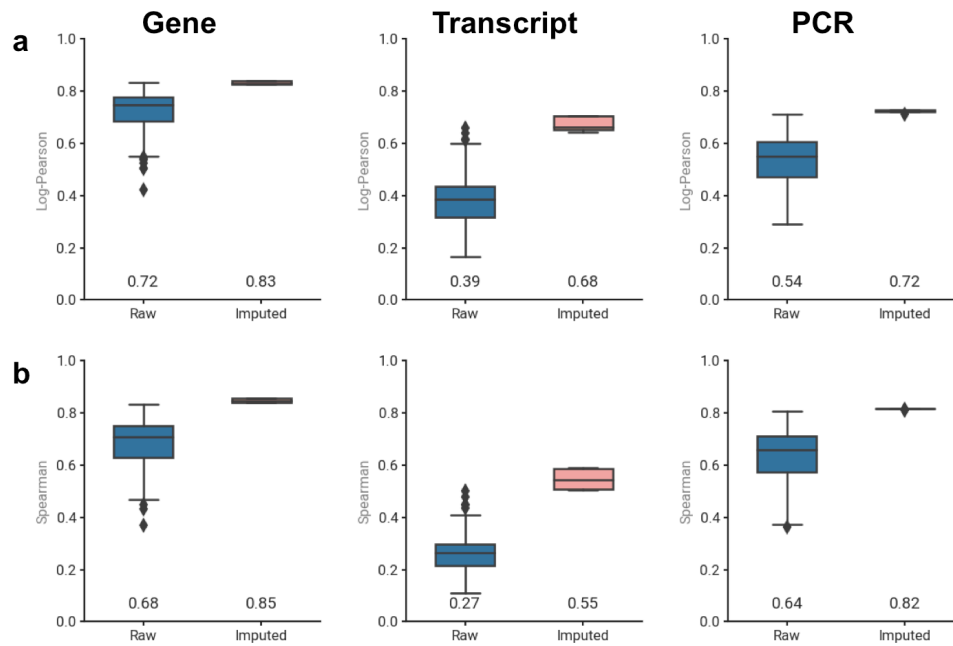 Gene Transcript PCR
a
1.0 1.0 1.0
0.8 0.8 0.8
0.6 0.6 0.6
0.4 0.4 0.4
0.2 0.2 0.2
0.0 0.0 0.0
Log-Pearson Log-Pearson Log-Pearson
0.72 0.83 0.39 0.68 0.54 0.72
Raw Imputed Raw Imputed Raw Imputed
b
1.0 1.0 1.0
0.8 0.8 0.8
0.6 0.6 0.6
0.4 0.4 0.4
0.2 0.2 0.2
0.0 0.0 0.0
Spearman Spearman Spearman
0.68 0.85 0.27 0.55 0.64 0.82
Raw Imputed Raw Imputed Raw Imputed